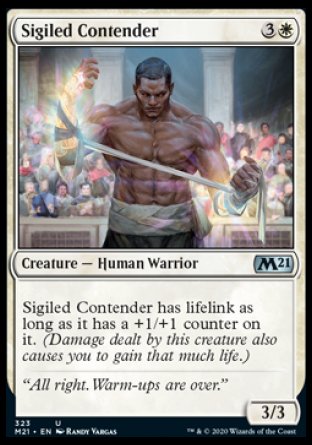 Sigiled Contender 3
Creature — Human Warrior M21
Sigiled Contender has lifelink as
long as it has a +1/+1 counter on
it. (Damage dealt by this creature also
causes you to gain that much life.)
“All right. Warm-ups are over.”
3/3
323 U
M21 • EN RANDY VARGAS ™ & © 2020 Wizards of the Coast